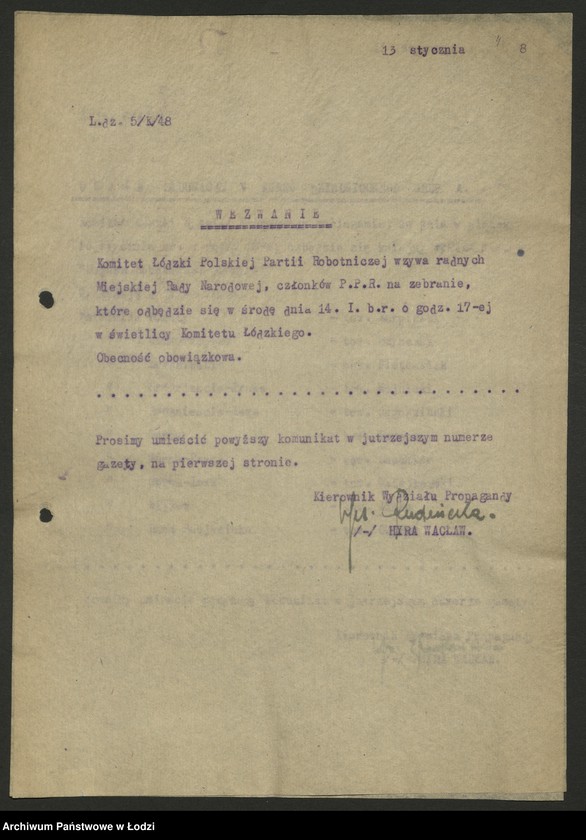 13 stycznia 8
L.dz. 5/I/48
WEZWANIE
Komitet Łódzki Polskiej Partii Robotniczej wzywa radnych
Miejskiej Rady Narodowej, członków P.P.R. na zebranie,
które odbędzie się w środę dnia 14. I. b.r. o godz. 17-ej
w świetlicy Komitetu Łódzkiego.
Obecność obowiązkowa.
Prosimy umieścić powyższy komunikat w jutrzejszym numerze
gazety, na pierwszej stronie.
Kierownik Wydziału Propagandy
/-/ HYRA WACŁAW.
Archiwum Państwowe w Łodzi